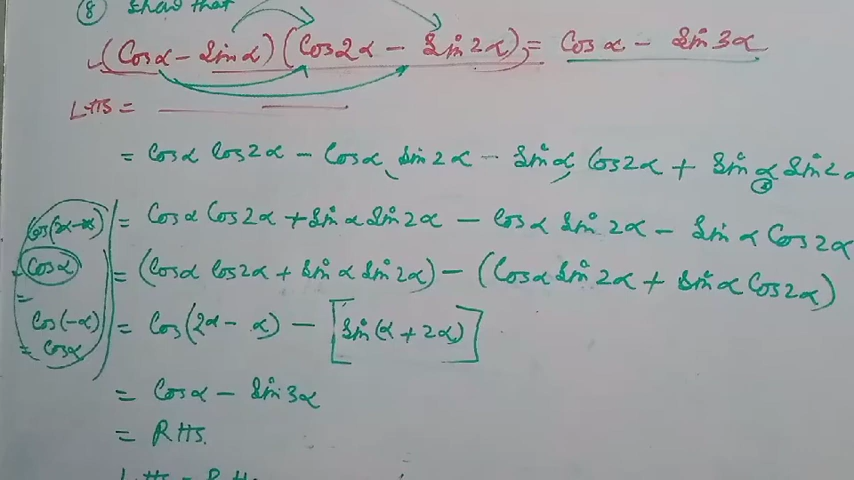 ⑧ Show that
(Cosα – Sinα)(Cos2α – Sin2α) = Cosα – Sin3α
LHS =
= Cosα Cos2α – Cosα Sin2α – Sinα Cos2α + Sinα Sin2α
= Cosα Cos2α + Sinα Sin2α – Cosα Sin2α – Sinα Cos2α
= (Cosα Cos2α + Sinα Sin2α) – (Cosα Sin2α + Sinα Cos2α)
= Cos(2α – α) – [Sin(α + 2α)]
= Cosα – Sin3α
= RHS.
LHS = RHS
Cos(2α–α)
Cosα
=
Cos(–α)
= Cosα